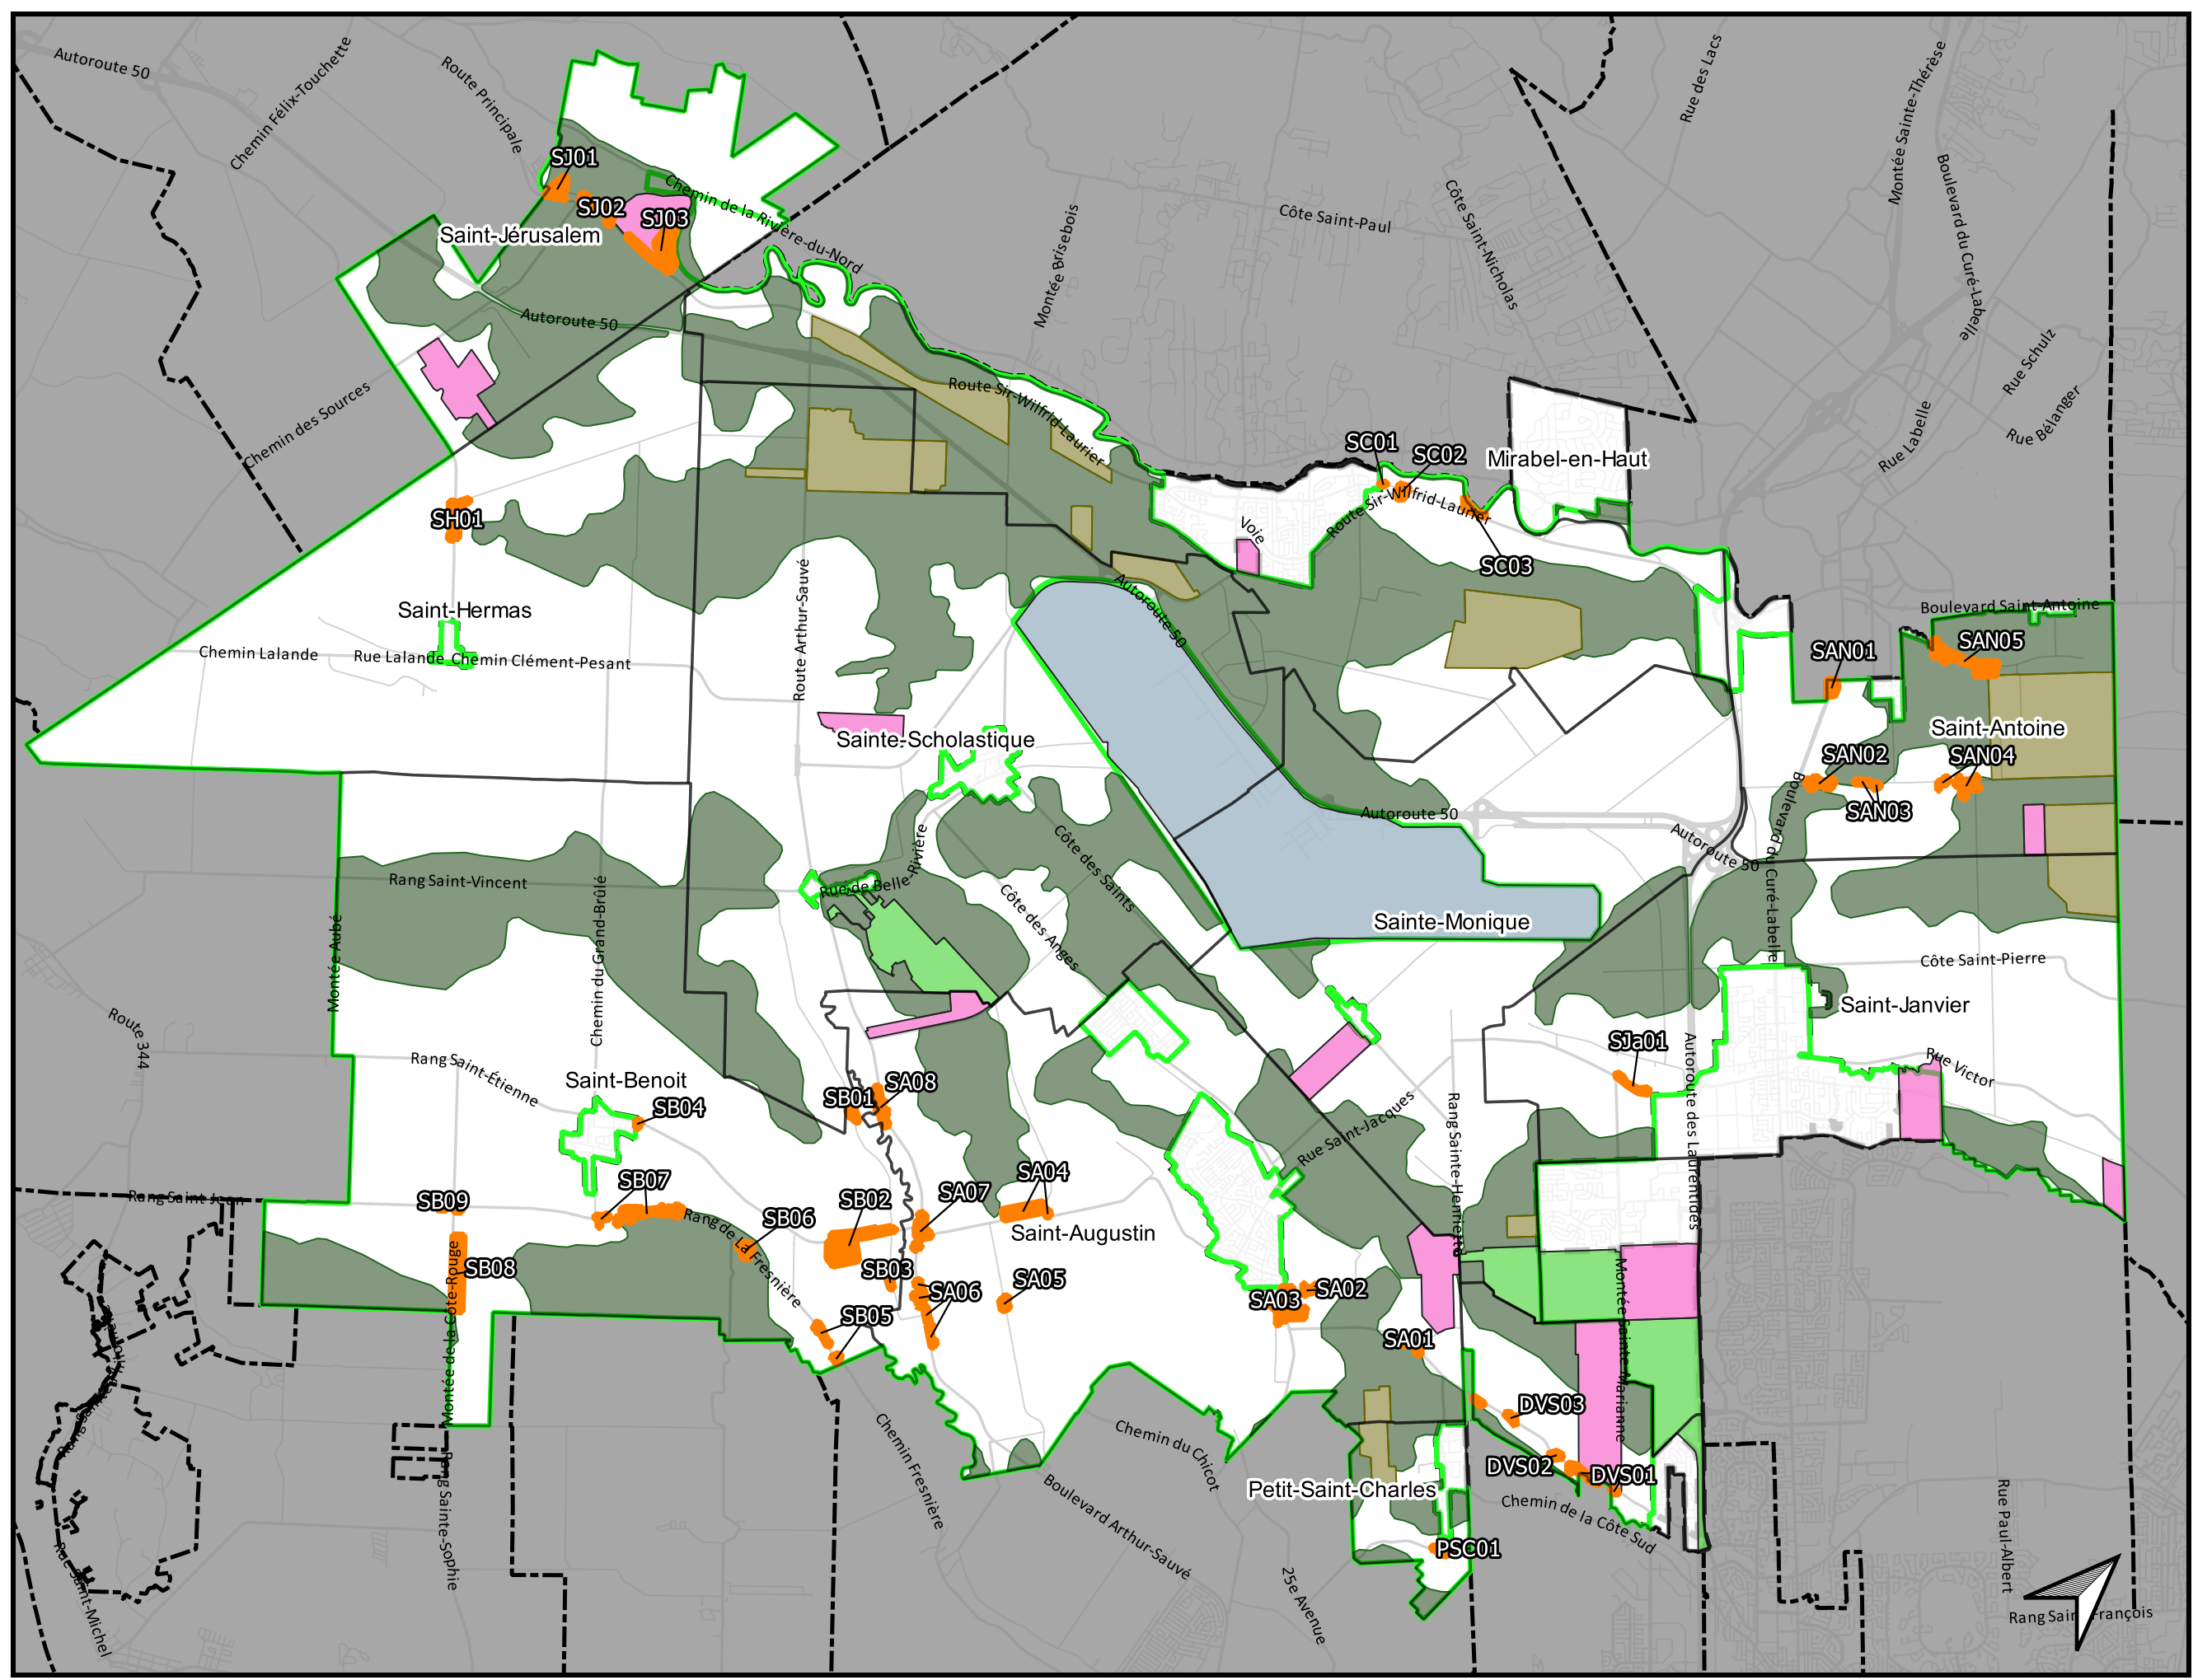 Autoroute 50
Chemin Félix-Touchette
Route Principale
Rue des Lacs
Montée Sainte-Thérèse
Boulevard du Curé-Labelle
SJ01
SJ02
SJ03
Saint-Jérusalem
Chemin de la Rivière-du-Nord
Montée Brisebois
Côte Saint-Paul
Côte Saint-Nicholas
Rue Schulz
Rue Bélanger
Rue Labelle
Autoroute 50
Chemin des Sources
Route Sir-Wilfrid-Laurier
SC01
SC02
Mirabel-en-Haut
Route Sir-Wilfrid-Laurier
Voie
SC03
SH01
Saint-Hermas
Chemin Lalande
Rue Lalande
Chemin Clément-Pesant
Route Arthur-Sauvé
Autoroute 50
Boulevard Saint-Antoine
SAN05
SAN01
Saint-Antoine
SAN02
SAN04
SAN03
Sainte-Scholastique
Autoroute 50
Autoroute 50
Boulevard du Curé-Labelle
Rang Saint-Vincent
Rue de Belle-Rivière
Côte des Saints
Côte des Anges
Sainte-Monique
Montée Aubé
Chemin du Grand-Brûlé
Côte Saint-Pierre
Saint-Janvier
Route 344
Rang Saint-Étienne
Saint-Benoit
SB04
SB01
SA08
SJa01
Autoroute des Laurentides
Rue Victor
Rue Saint-Jacques
Rang Sainte-Henriette
Rang Saint-Jean
SB09
SB07
SB06
SB02
SA07
SA04
Saint-Augustin
Rang de La Fresnière
SB08
SB03
SA06
SA05
SA03
SA02
SB05
SA01
Montée de la Côte-Rouge
Montée Sainte-Marianne
DVS03
DVS02
DVS01
Petit-Saint-Charles
Chemin de la Côte Sud
PSC01
Chemin Fresnière
Chemin du Chicot
Boulevard Arthur-Sauvé
25e Avenue
Rang Sainte-Sophie
Rue Saint-Michel
Rue Paul-Albert
Rang Saint-François